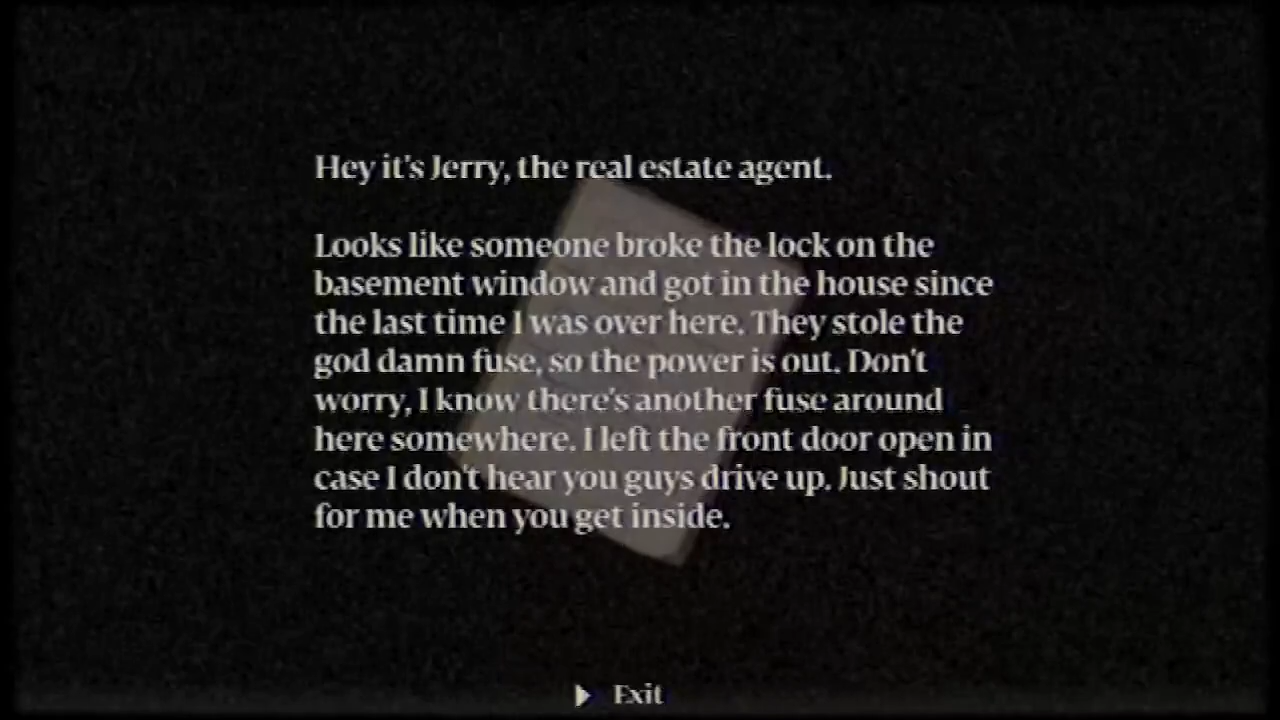 Hey it's Jerry, the real estate agent.
Looks like someone broke the lock on the
basement window and got in the house since
the last time I was over here. They stole the
god damn fuse, so the power is out. Don't
worry, I know there's another fuse around
here somewhere. I left the front door open in
case I don't hear you guys drive up. Just shout
for me when you get inside.
Exit